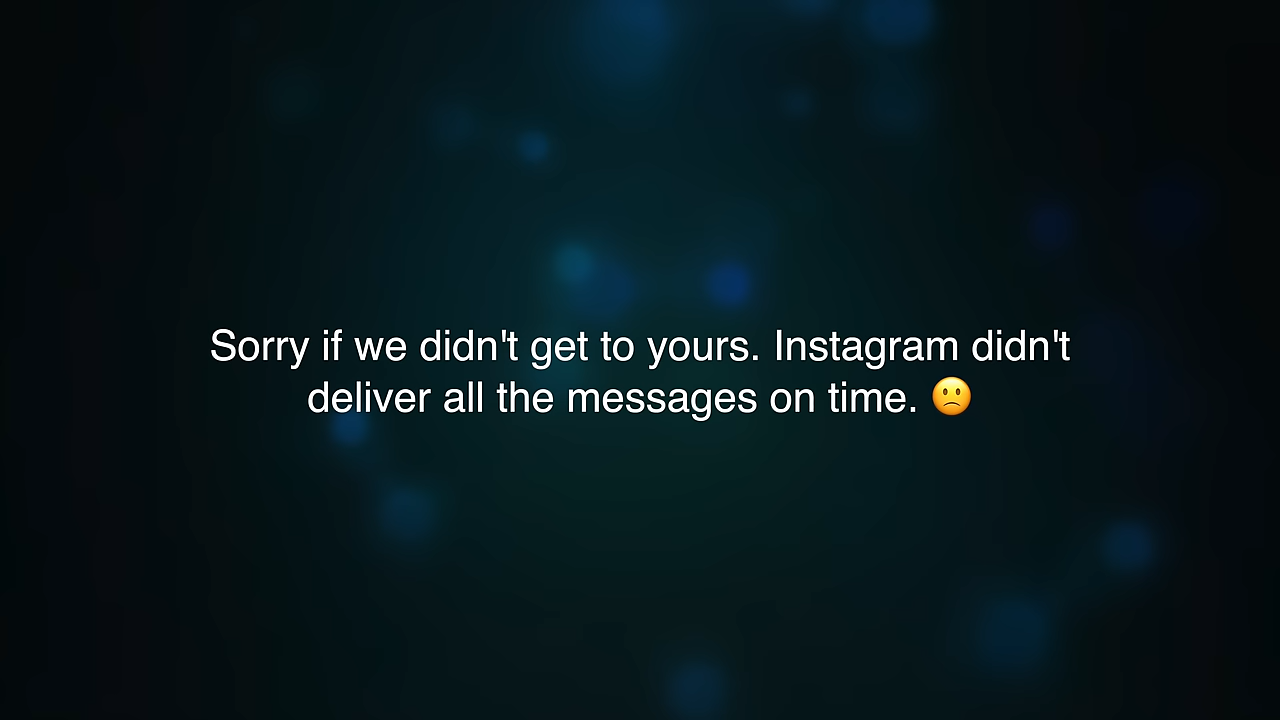 Sorry if we didn't get to yours. Instagram didn't
deliver all the messages on time. 🙁